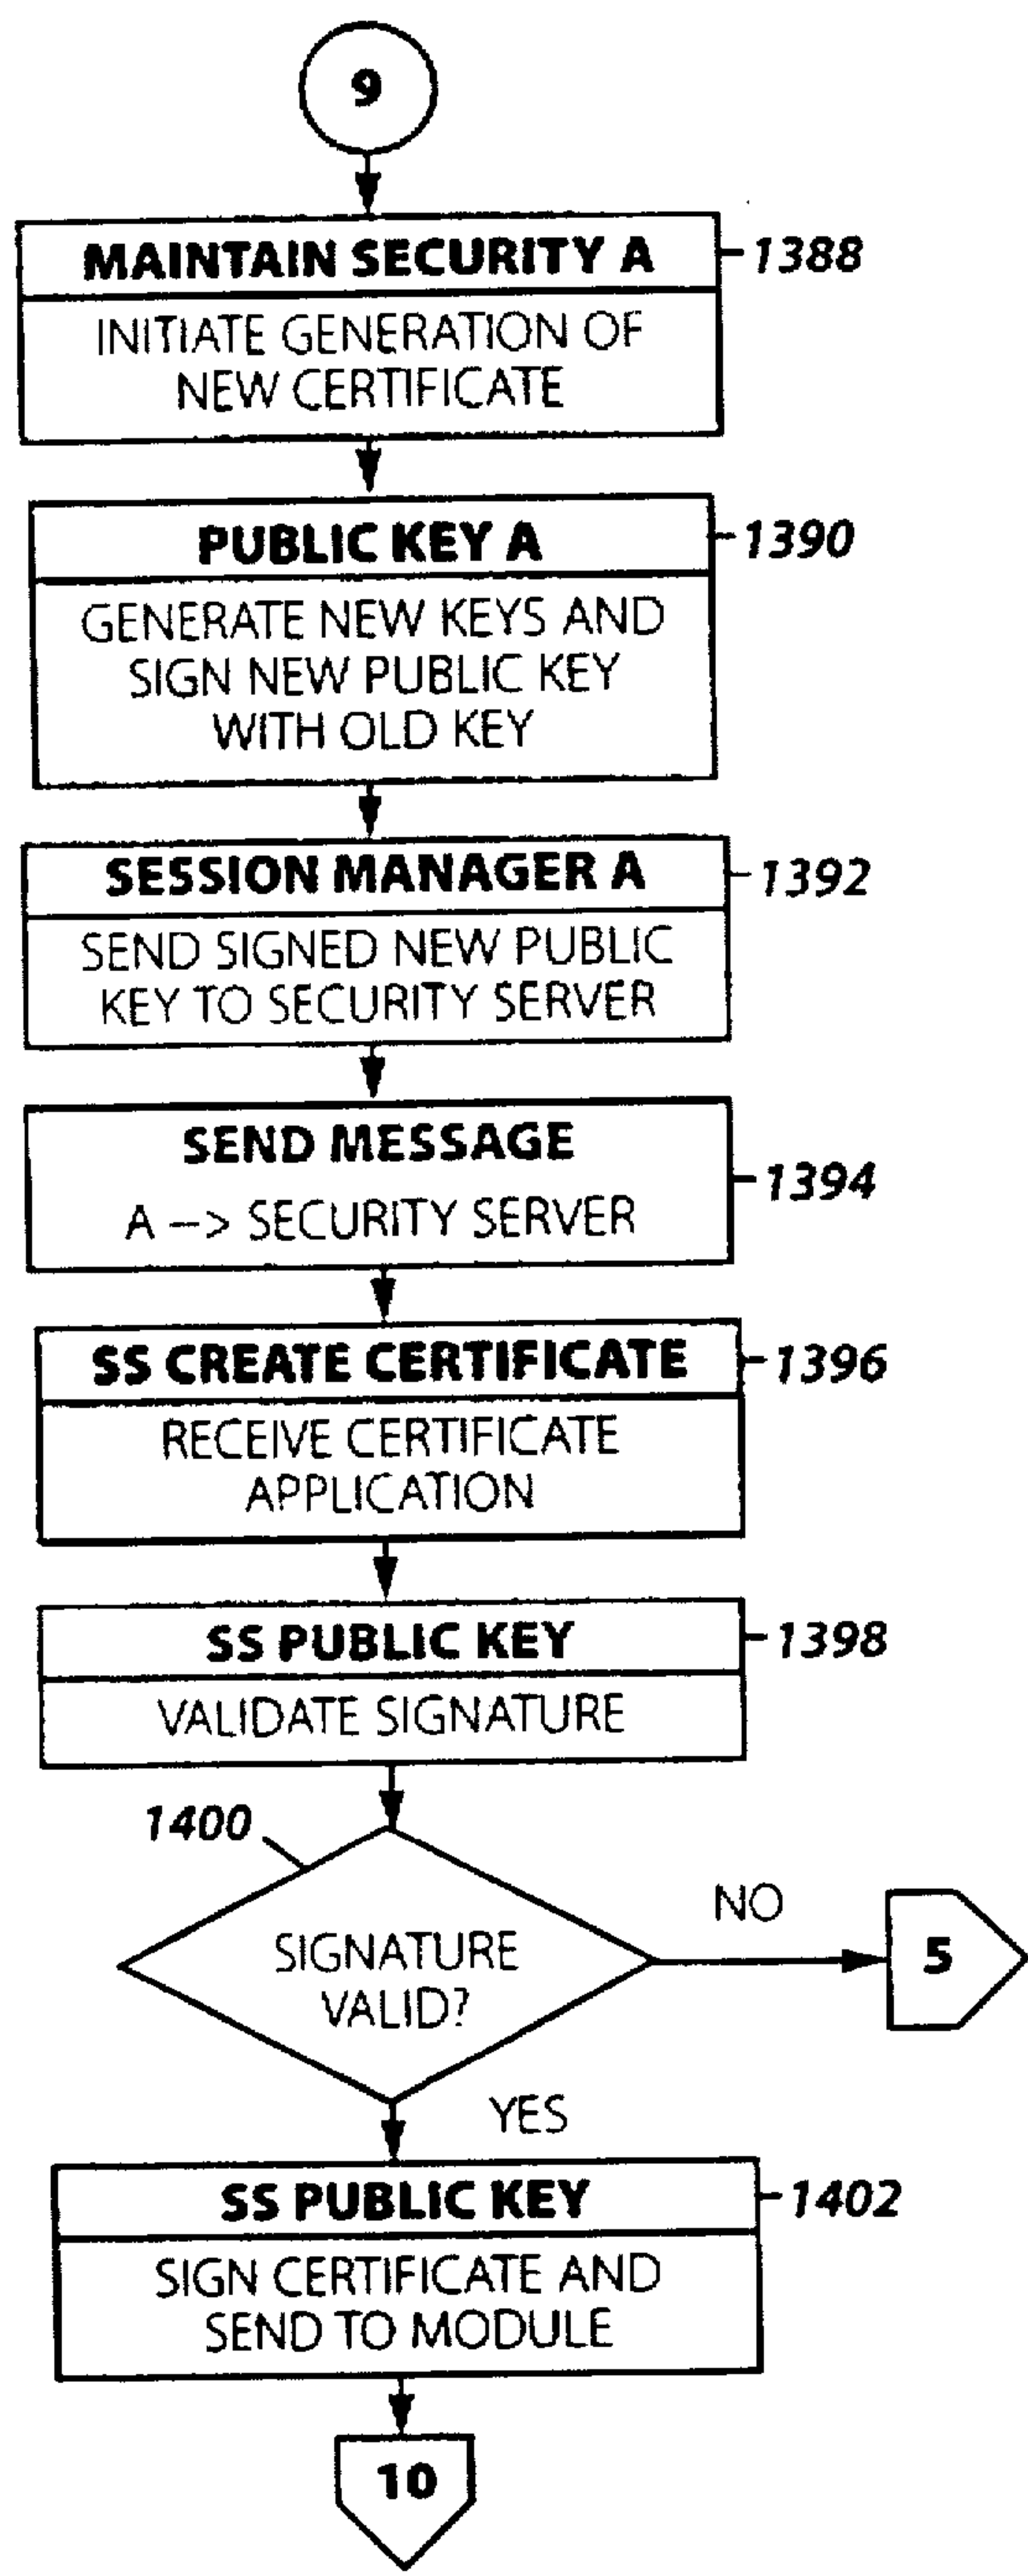 9
MAINTAIN SECURITY A
1388
INITIATE GENERATION OF
NEW CERTIFICATE
PUBLIC KEY A
1390
GENERATE NEW KEYS AND
SIGN NEW PUBLIC KEY
WITH OLD KEY
SESSION MANAGER A
1392
SEND SIGNED NEW PUBLIC
KEY TO SECURITY SERVER
SEND MESSAGE
1394
A --> SECURITY SERVER
SS CREATE CERTIFICATE
1396
RECEIVE CERTIFICATE
APPLICATION
SS PUBLIC KEY
1398
VALIDATE SIGNATURE
1400
SIGNATURE
VALID?
NO
5
YES
SS PUBLIC KEY
1402
SIGN CERTIFICATE AND
SEND TO MODULE
10